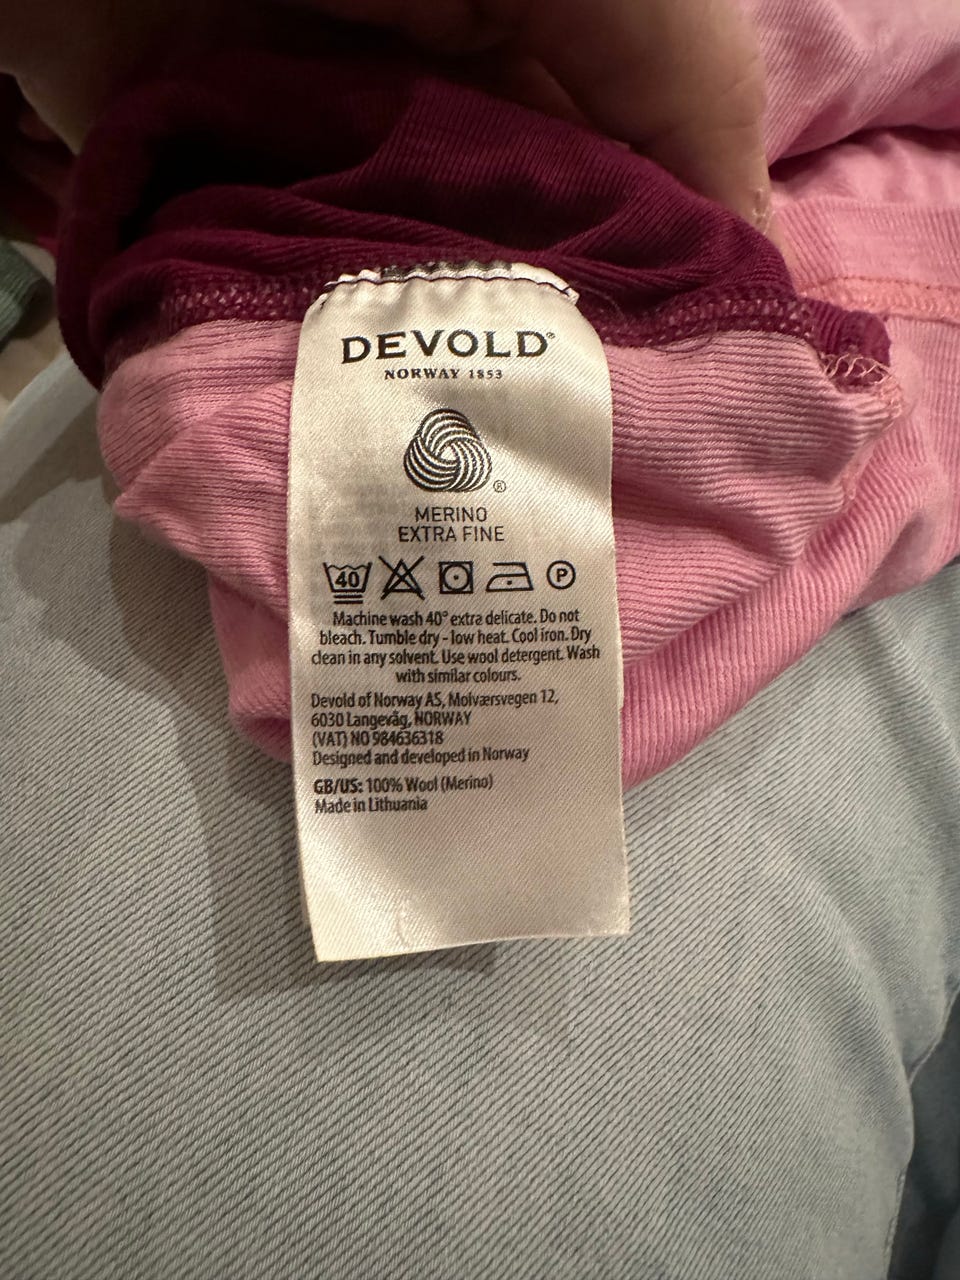 DEVOLD®
NORWAY 1853
®
MERINO
EXTRA FINE
40 P
Machine wash 40° extra delicate. Do not
bleach. Tumble dry - low heat. Cool iron. Dry
clean in any solvent. Use wool detergent. Wash
with similar colours.
Devold of Norway AS, Molværsvegen 12,
6030 Langevåg, NORWAY
(VAT) NO 984636318
Designed and developed in Norway
GB/US: 100% Wool (Merino)
Made in Lithuania